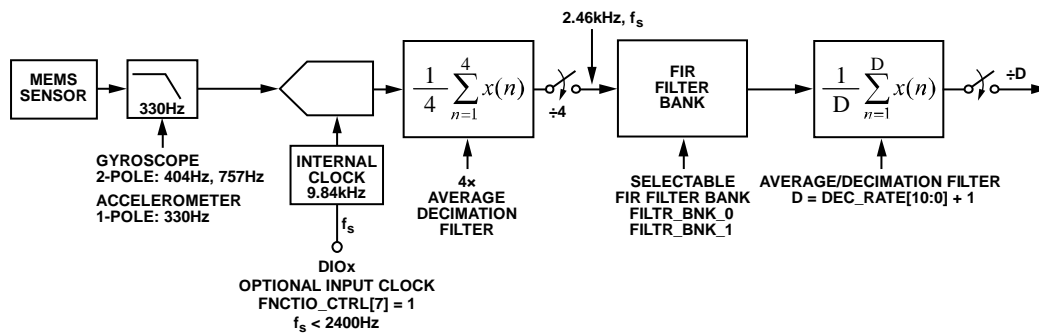 2.46kHz, fs
MEMS
SENSOR
330Hz
1/4 4 Σ n=1 x(n)
÷4
FIR
FILTER
BANK
1/D D Σ n=1 x(n)
÷D
GYROSCOPE
2-POLE: 404Hz, 757Hz
ACCELEROMETER
1-POLE: 330Hz
INTERNAL
CLOCK
9.84kHz
4×
AVERAGE
DECIMATION
FILTER
SELECTABLE
FIR FILTER BANK
FILTR_BNK_0
FILTR_BNK_1
AVERAGE/DECIMATION FILTER
D = DEC_RATE[10:0] + 1
fs
DIOx
OPTIONAL INPUT CLOCK
FNCTIO_CTRL[7] = 1
fs < 2400Hz